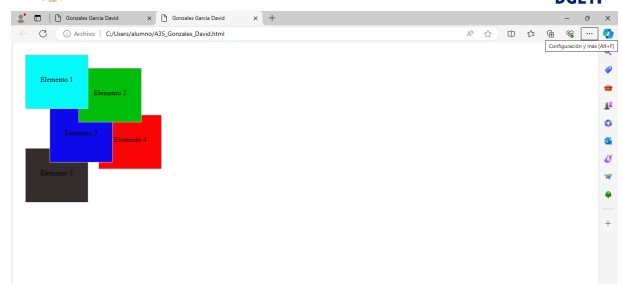 DGETI
Gonzales Garcia David
Gonzales Garcia David
Archivo
C:/Users/alumno/A35_Gonzales_David.html
Configuración y más (Alt+F)
Elemento 1
Elemento 2
Elemento 3
Elemento 4
Elemento 5